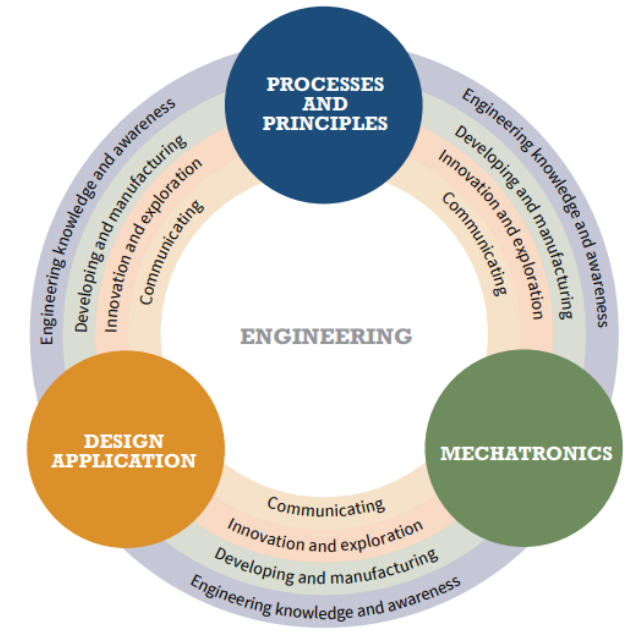 PROCESSES
AND
PRINCIPLES
Engineering knowledge and awareness
Developing and manufacturing
Innovation and exploration
Communicating
Engineering knowledge and awareness
Developing and manufacturing
Innovation and exploration
Communicating
ENGINEERING
DESIGN
APPLICATION
MECHATRONICS
Communicating
Innovation and exploration
Developing and manufacturing
Engineering knowledge and awareness